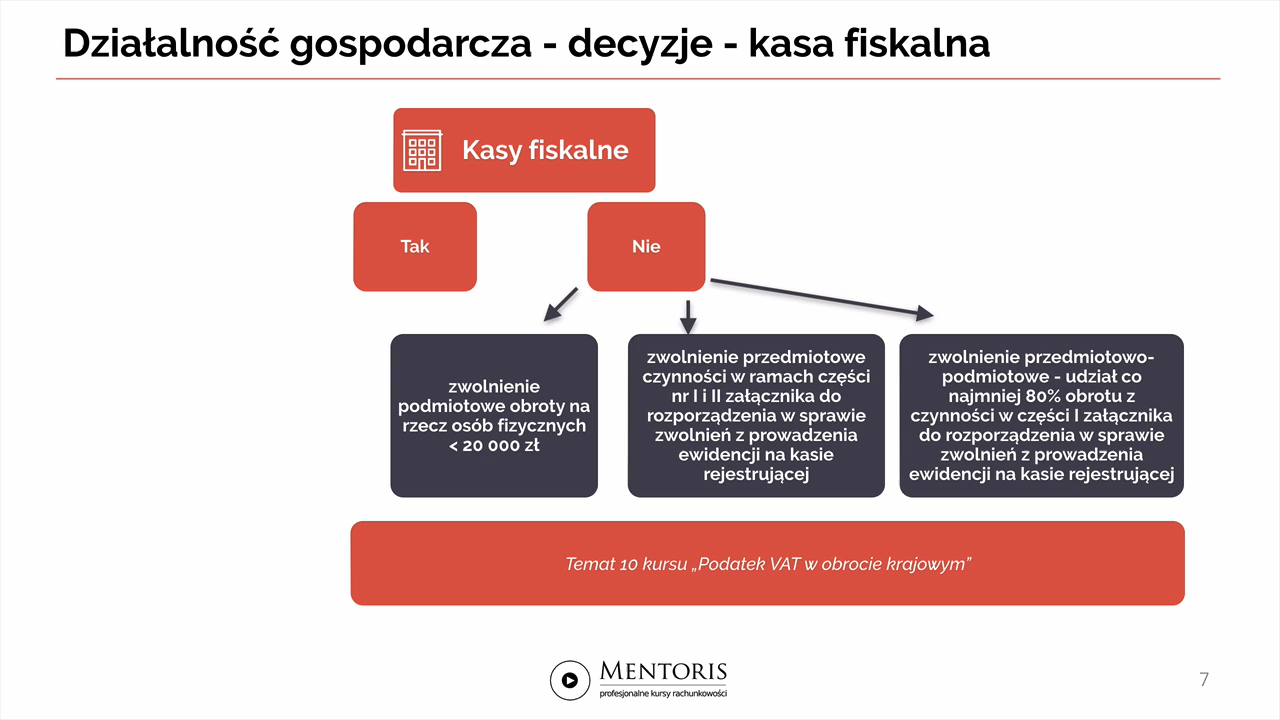 Działalność gospodarcza - decyzje - kasa fiskalna
Kasy fiskalne
Tak
Nie
zwolnienie
podmiotowe obroty na
rzecz osób fizycznych
< 20 000 zł
zwolnienie przedmiotowe
czynności w ramach części
nr I i II załącznika do
rozporządzenia w sprawie
zwolnień z prowadzenia
ewidencji na kasie
rejestrującej
zwolnienie przedmiotowo-
podmiotowe - udział co
najmniej 80% obrotu z
czynności w części I załącznika
do rozporządzenia w sprawie
zwolnień z prowadzenia
ewidencji na kasie rejestrującej
Temat 10 kursu „Podatek VAT w obrocie krajowym”
MENTORIS
profesjonalne kursy rachunkowości
7